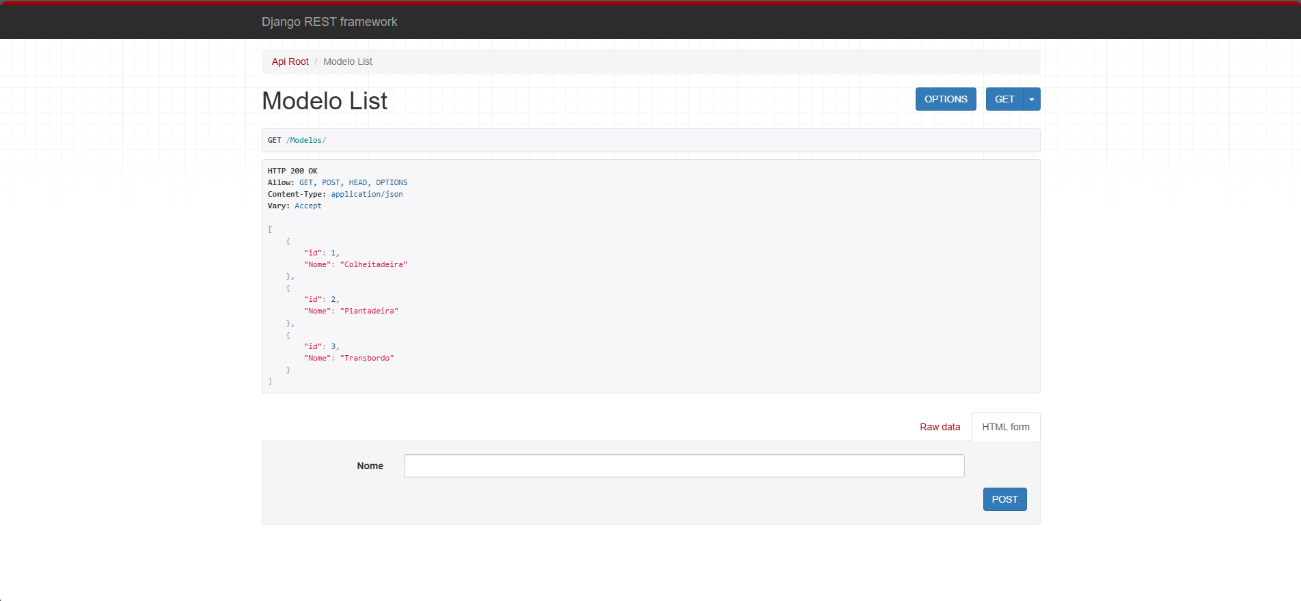 Django REST framework
Api Root / Modelo List
Modelo List
OPTIONS
GET
GET /Modelos/
HTTP 200 OK
Allow: GET, POST, HEAD, OPTIONS
Content-Type: application/json
Vary: Accept
[
    {
        "id": 1,
        "Nome": "Colheitadeira"
    },
    {
        "id": 2,
        "Nome": "Plantadeira"
    },
    {
        "id": 3,
        "Nome": "Transbordo"
    }
]
Raw data
HTML form
Nome
POST